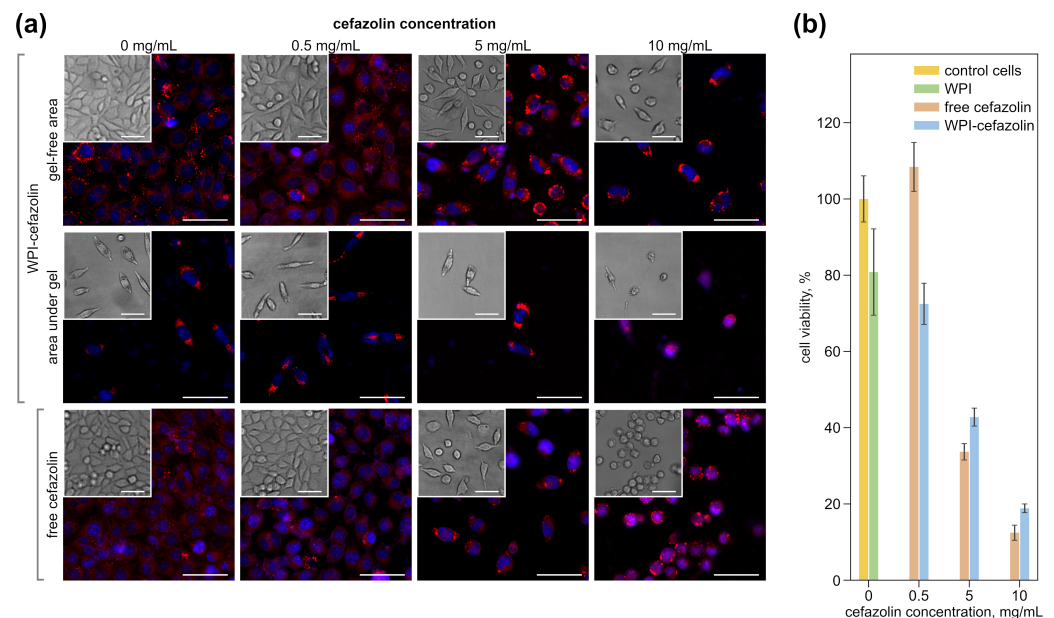 (a)
cefazolin concentration
0 mg/mL
0.5 mg/mL
5 mg/mL
10 mg/mL
WPI-cefazolin
gel-free area
area under gel
free cefazolin
(b)
control cells
WPI
free cefazolin
WPI-cefazolin
cell viability, %
120
100
80
60
40
20
0
0
0.5
5
10
cefazolin concentration, mg/mL